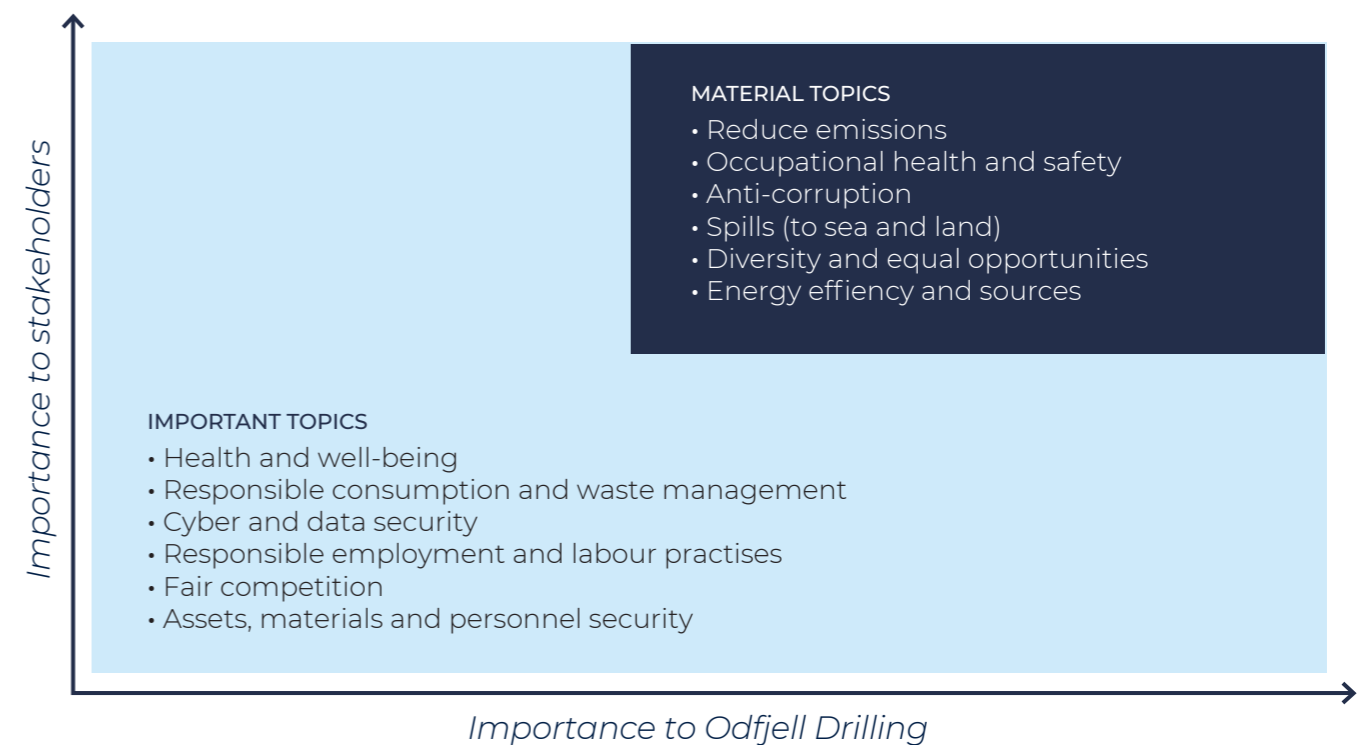 Importance to stakeholders
MATERIAL TOPICS
• Reduce emissions
• Occupational health and safety
• Anti-corruption
• Spills (to sea and land)
• Diversity and equal opportunities
• Energy effiency and sources
IMPORTANT TOPICS
• Health and well-being
• Responsible consumption and waste management
• Cyber and data security
• Responsible employment and labour practises
• Fair competition
• Assets, materials and personnel security
Importance to Odfjell Drilling